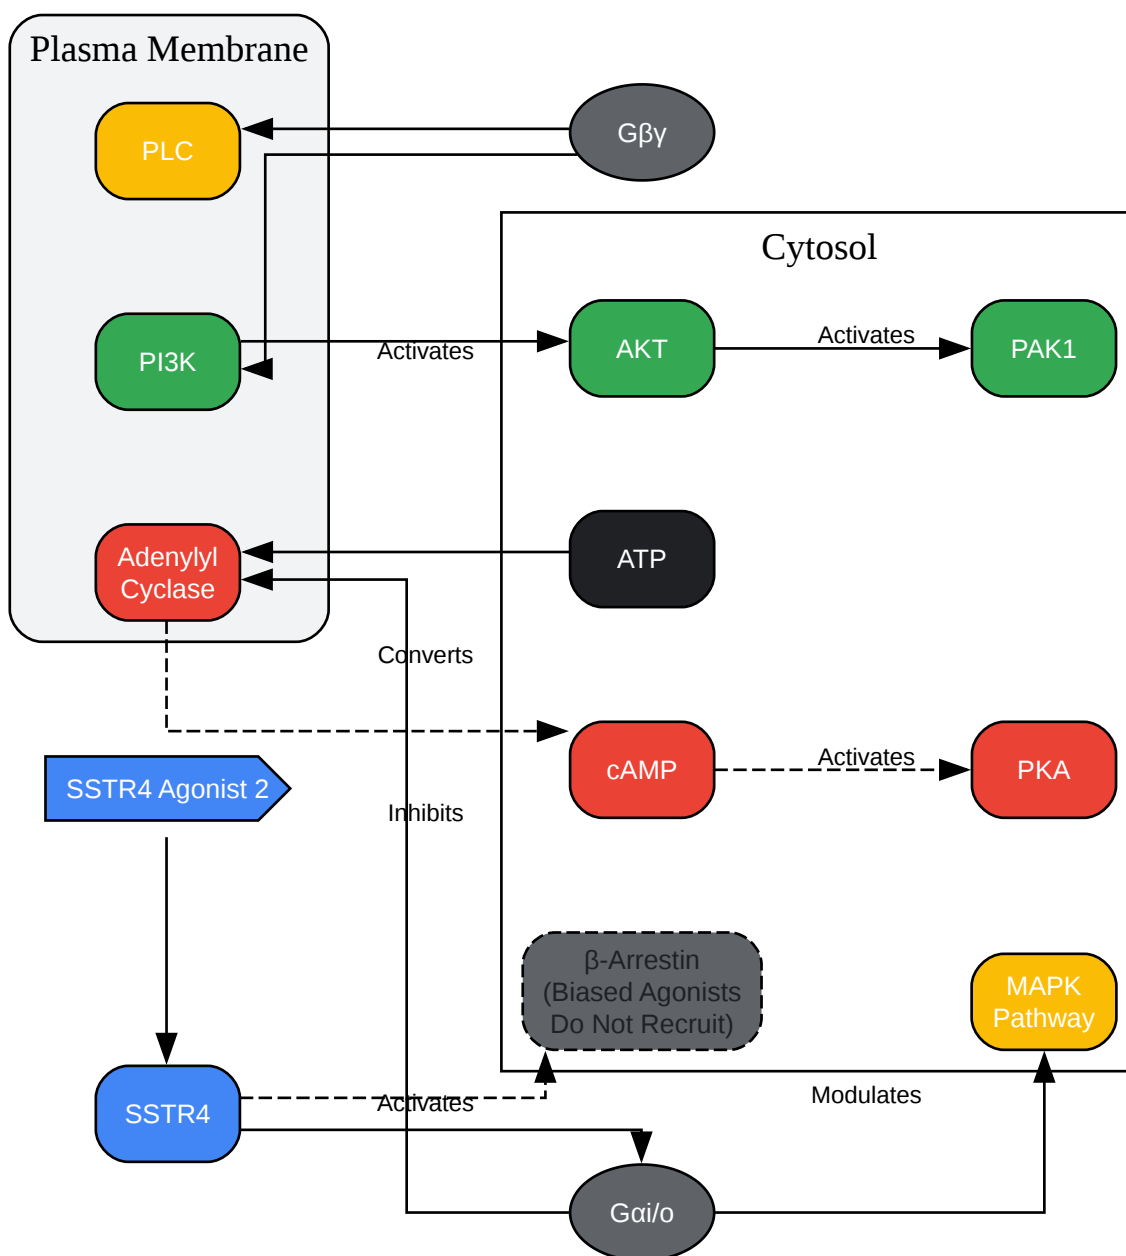 Plasma Membrane
PLC
Gβγ
Cytosol
PI3K
Activates
AKT
Activates
PAK1
Adenylyl
Cyclase
ATP
Converts
cAMP
Activates
PKA
SSTR4 Agonist 2
Inhibits
β-Arrestin
(Biased Agonists
Do Not Recruit)
MAPK
Pathway
SSTR4
Activates
Modulates
Gαi/o